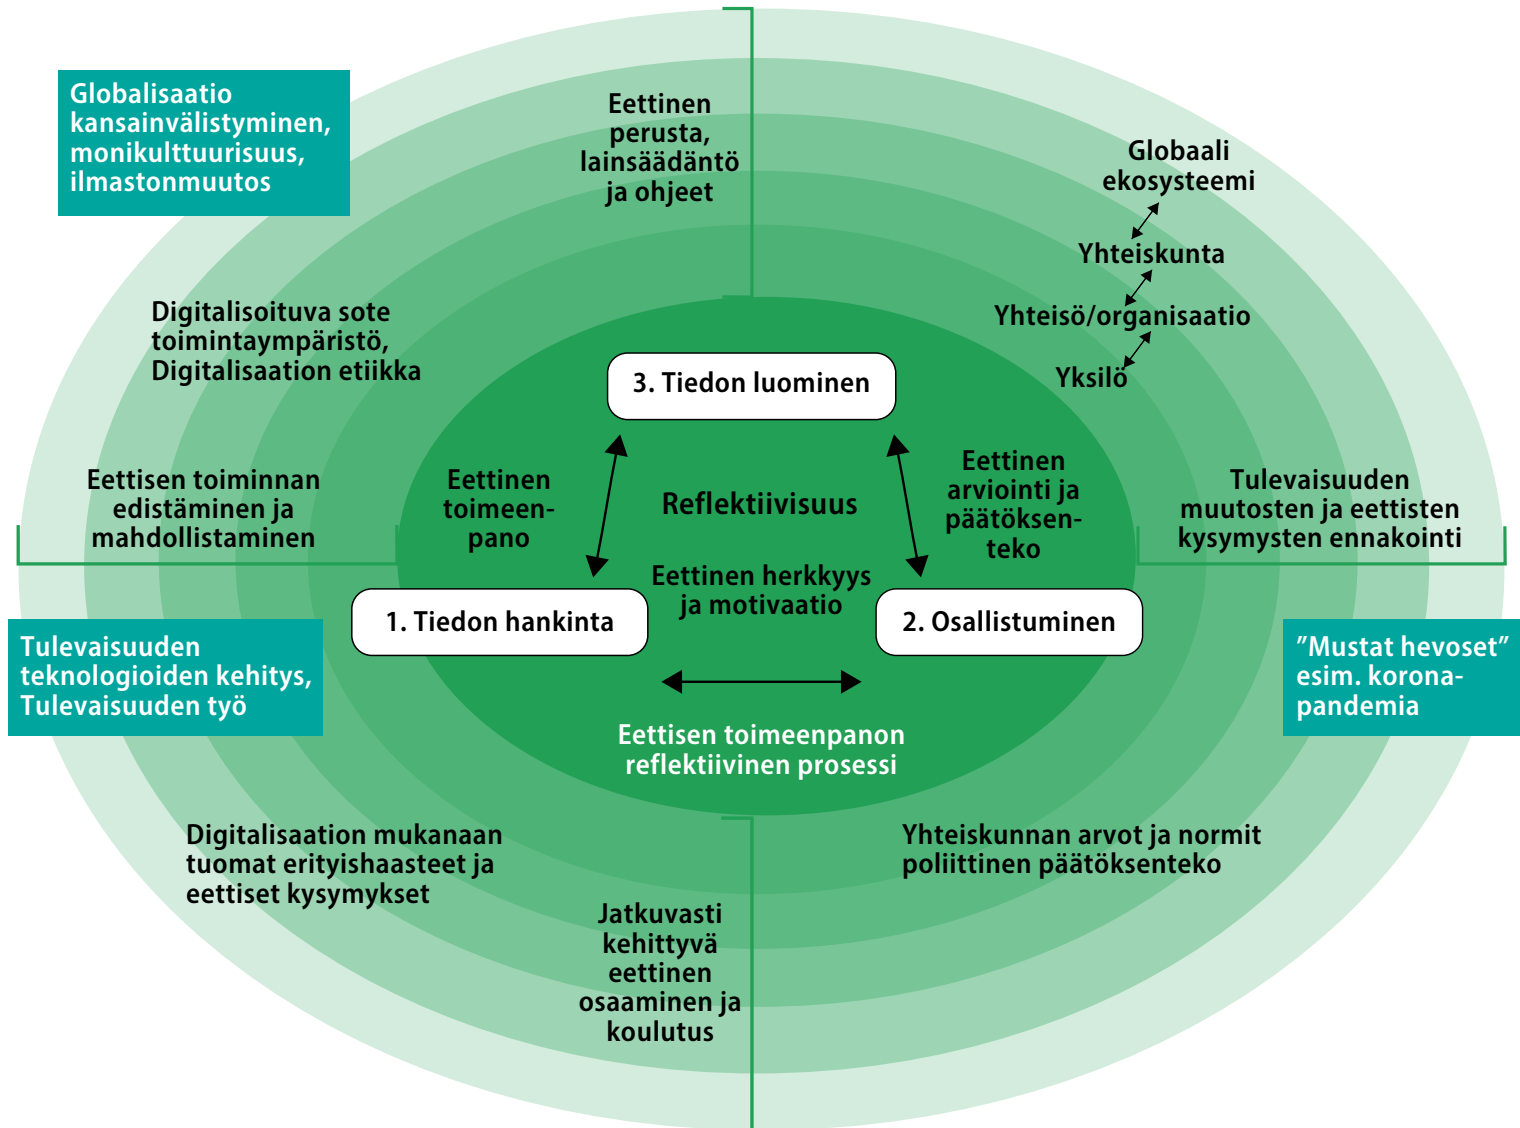 Globalisaatio
kansainvälistyminen,
monikulttuurisuus,
ilmastonmuutos
Eettinen
perusta,
lainsäädäntö
ja ohjeet
Globaali
ekosysteemi
Yhteiskunta
Yhteisö/organisaatio
Yksilö
Digitalisoituva sote
toimintaympäristö,
Digitalisaation etiikka
3. Tiedon luominen
Eettisen toiminnan
edistäminen ja
mahdollistaminen
Eettinen
toimeen-
pano
Reflektiivisuus
Eettinen
arviointi ja
päätöksen-
teko
Tulevaisuuden
muutosten ja eettisten
kysymysten ennakointi
Eettinen herkkyys
ja motivaatio
1. Tiedon hankinta
2. Osallistuminen
Tulevaisuuden
teknologioiden kehitys,
Tulevaisuuden työ
"Mustat hevoset"
esim. korona-
pandemia
Eettisen toimeenpanon
reflektiivinen prosessi
Digitalisaation mukanaan
tuomat erityishaasteet ja
eettiset kysymykset
Yhteiskunnan arvot ja normit
poliittinen päätöksenteko
Jatkuvasti
kehittyvä
eettinen
osaaminen ja
koulutus